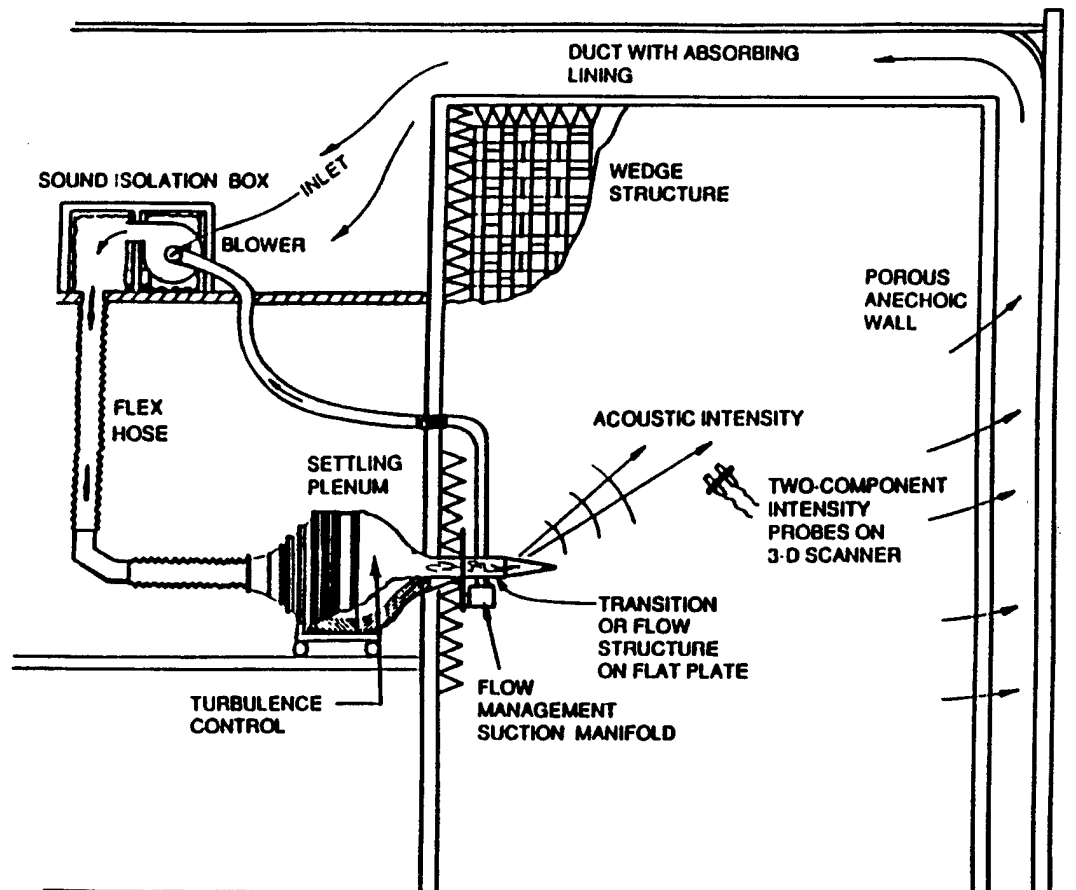 DUCT WITH ABSORBING
LINING
SOUND ISOLATION BOX
INLET
BLOWER
WEDGE
STRUCTURE
POROUS
ANECHOIC
WALL
FLEX
HOSE
ACOUSTIC INTENSITY
SETTLING
PLENUM
TWO-COMPONENT
INTENSITY
PROBES ON
3-D SCANNER
TRANSITION
OR FLOW
STRUCTURE
ON FLAT PLATE
TURBULENCE
CONTROL
FLOW
MANAGEMENT
SUCTION MANIFOLD